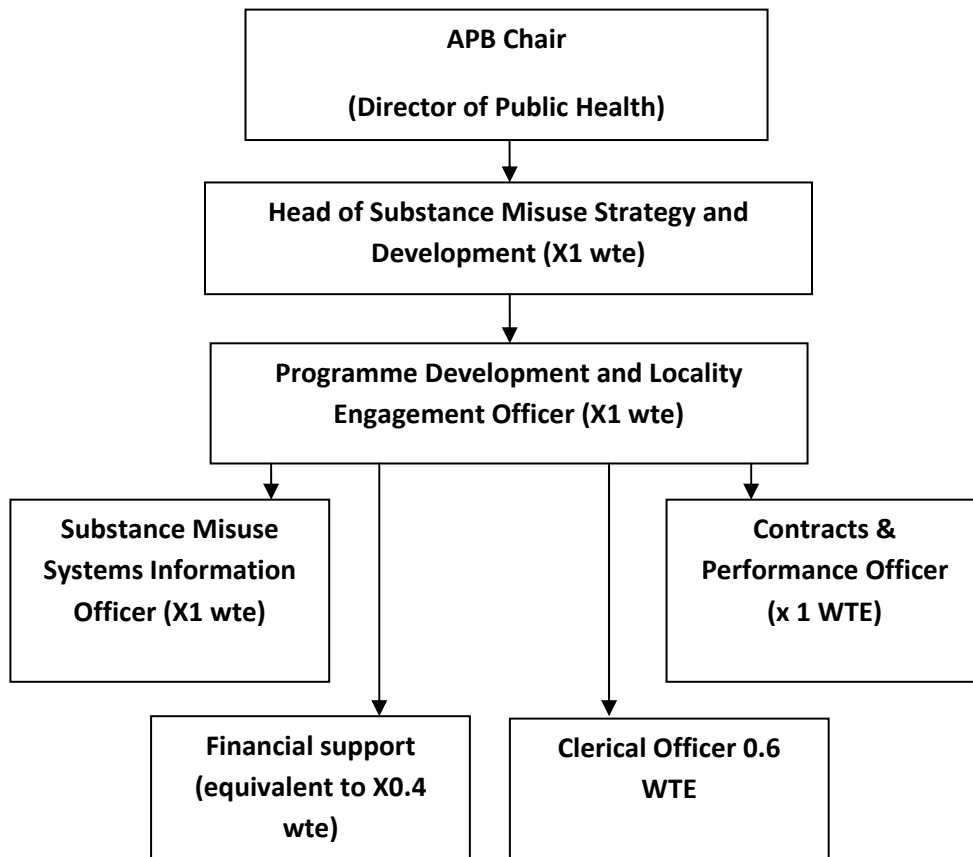 APB Chair
(Director of Public Health)
Head of Substance Misuse Strategy and
Development (X1 wte)
Programme Development and Locality
Engagement Officer (X1 wte)
Substance Misuse
Systems Information
Officer (X1 wte)
Contracts &
Performance Officer
(x 1 WTE)
Financial support
(equivalent to X0.4
wte)
Clerical Officer 0.6
WTE